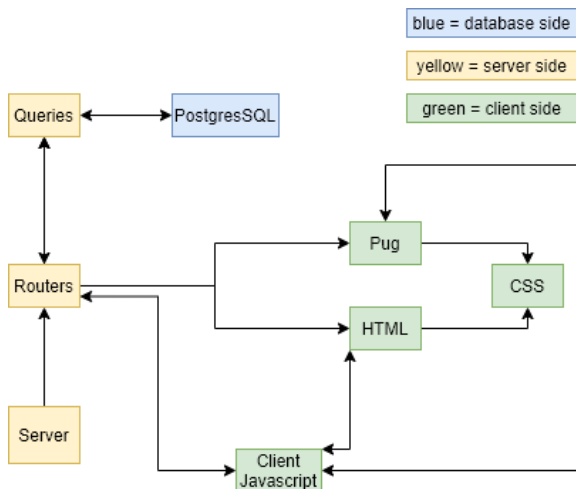 blue = database side
yellow = server side
green = client side
Queries
PostgresSQL
Pug
Routers
CSS
HTML
Server
Client
Javascript